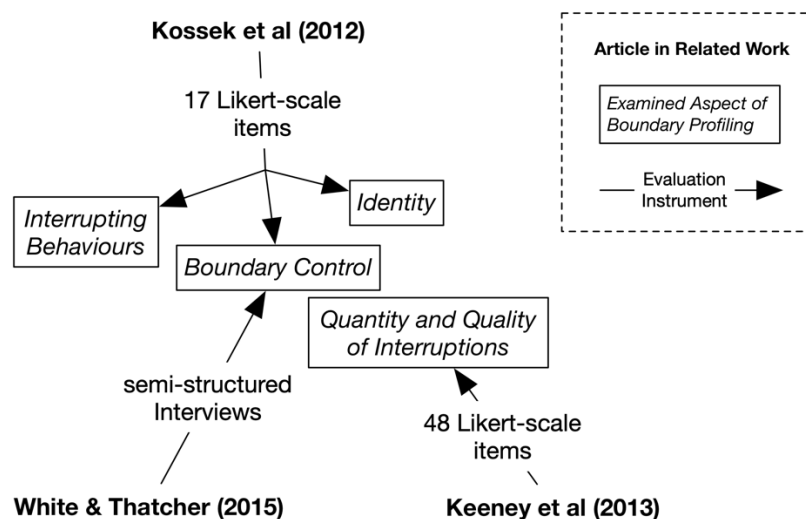 Kossek et al (2012)
17 Likert-scale
items
Interrupting
Behaviours
Identity
Boundary Control
Quantity and Quality
of Interruptions
semi-structured
Interviews
48 Likert-scale
items
White & Thatcher (2015)
Keeney et al (2013)
Article in Related Work
Examined Aspect of
Boundary Profiling
Evaluation
Instrument